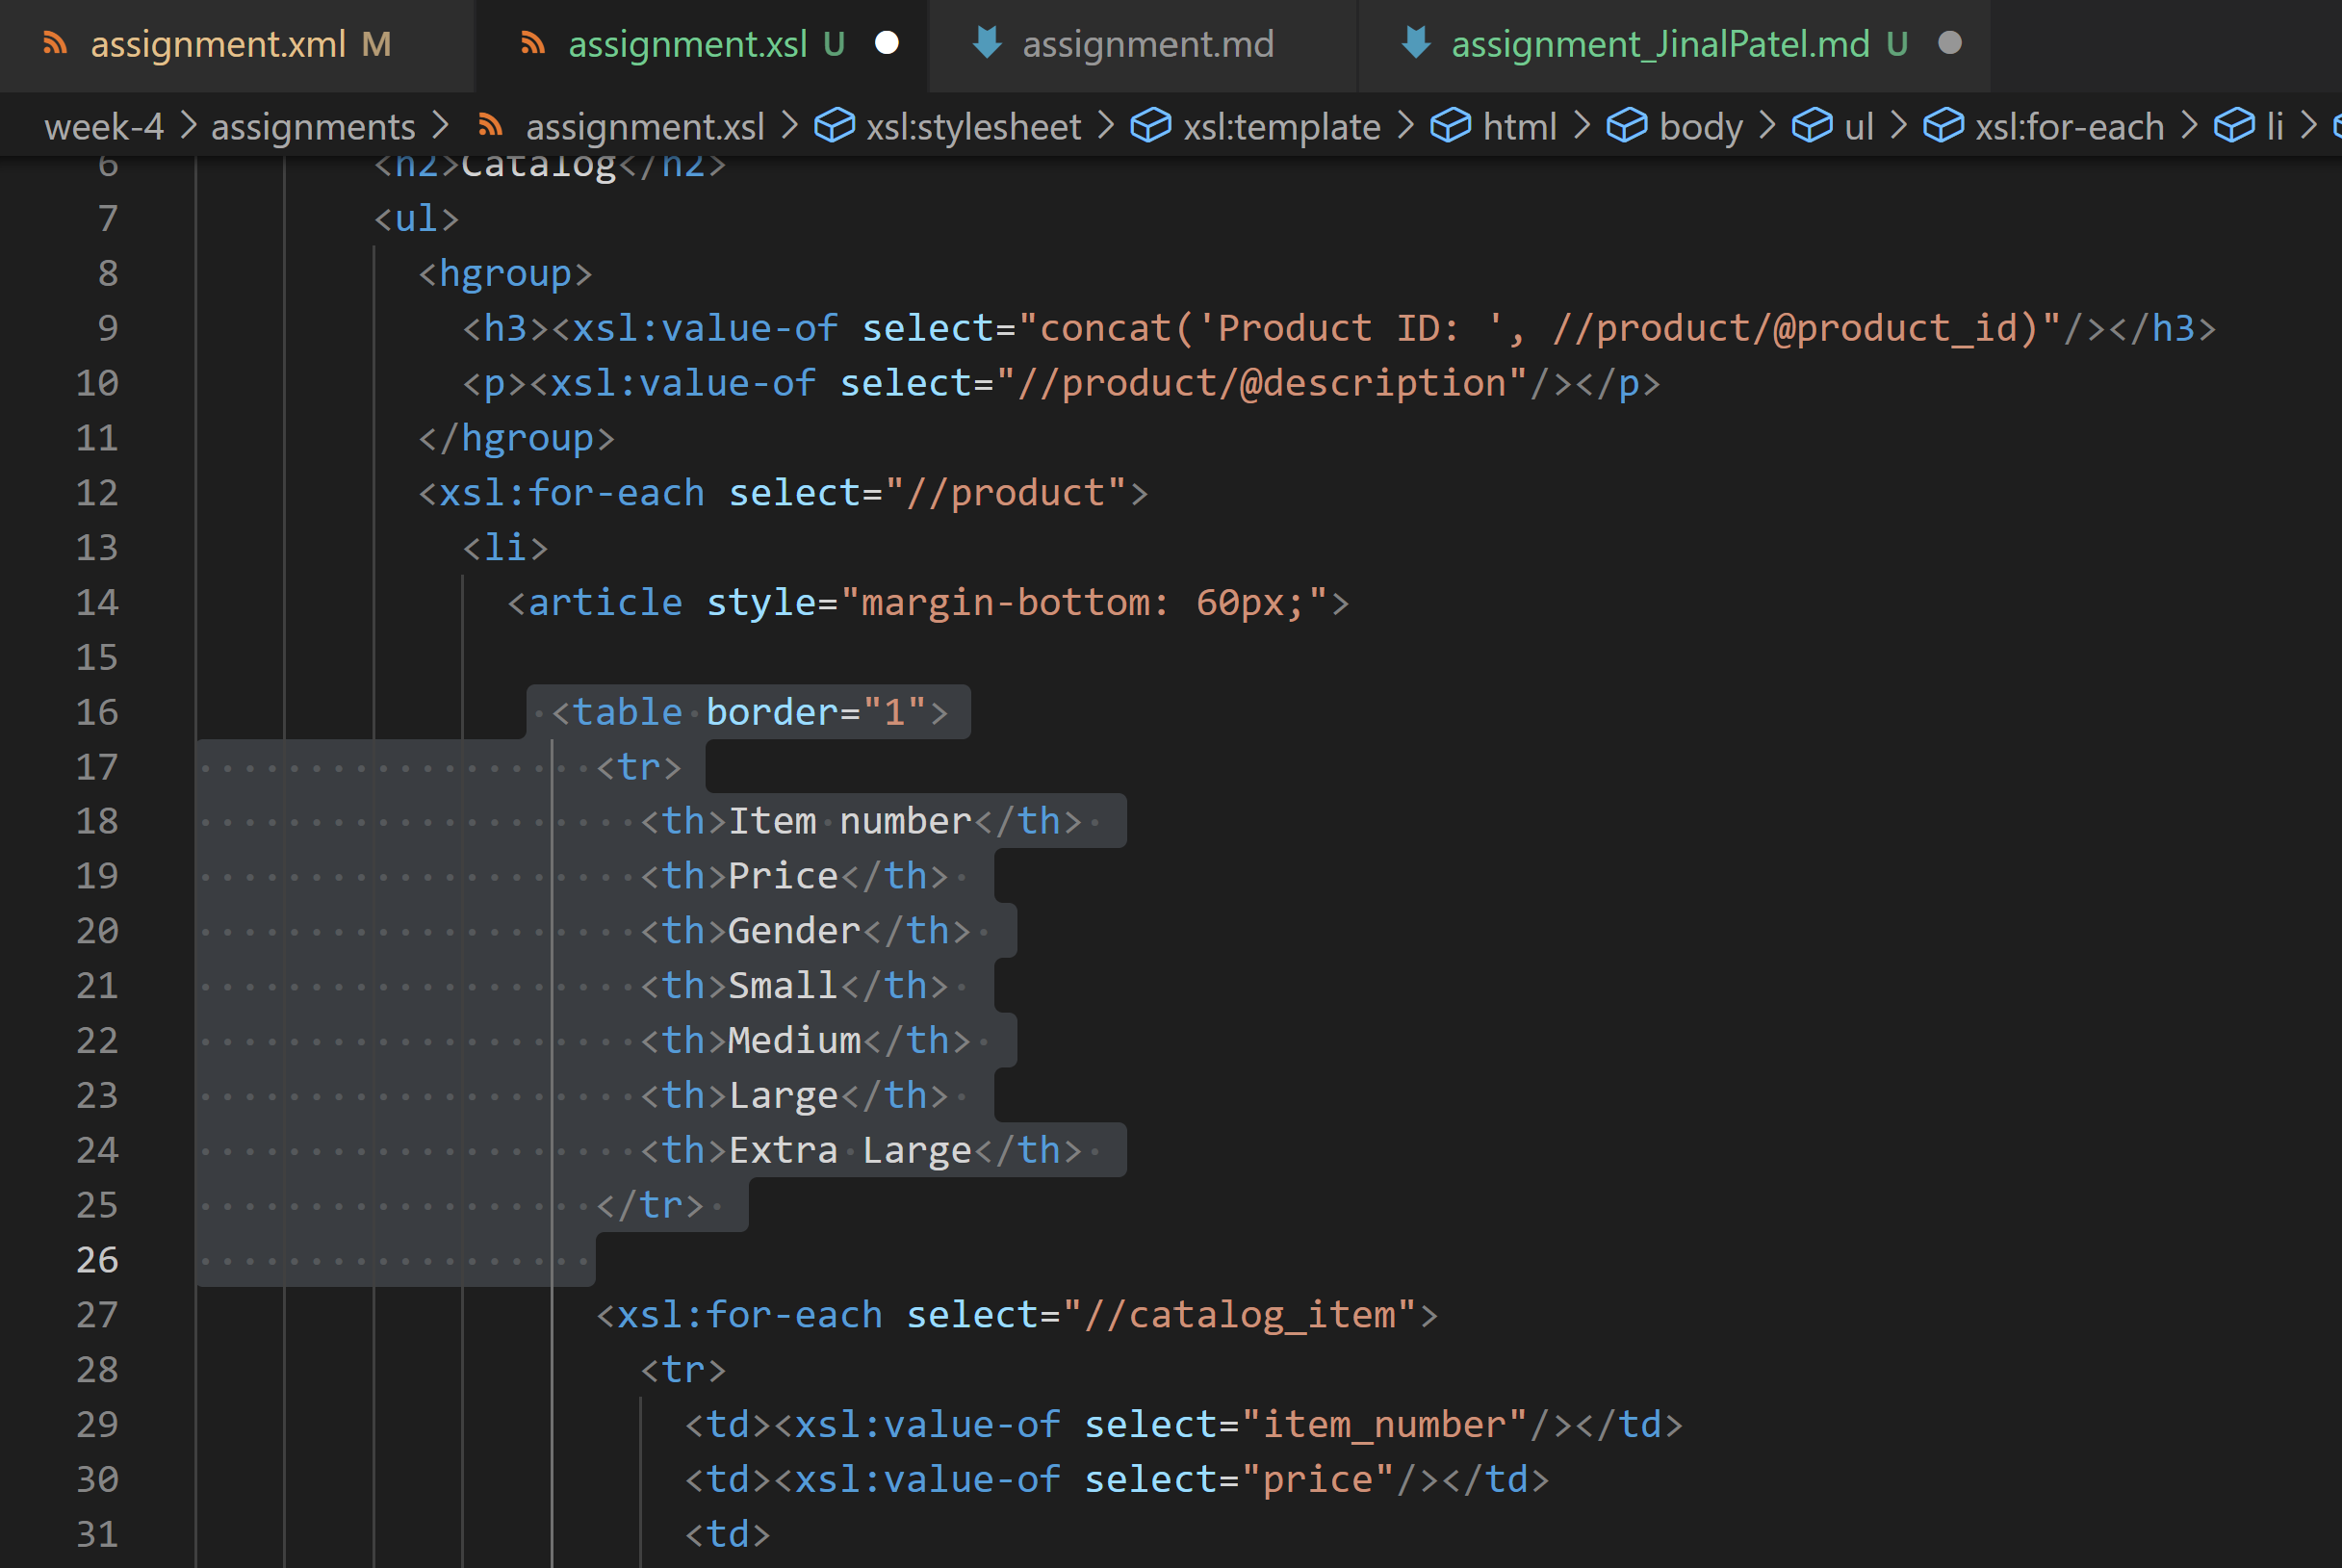 assignment.xml M
assignment.xsl U
assignment.md
assignment_JinalPatel.md U
week-4 > assignments > assignment.xsl > xsl:stylesheet > xsl:template > html > body > ul > xsl:for-each > li >
6 <h2>Catalog</h2>
7 <ul>
8 <hgroup>
9 <h3><xsl:value-of select="concat('Product ID: ', //product/@product_id)"/></h3>
10 <p><xsl:value-of select="//product/@description"/></p>
11 </hgroup>
12 <xsl:for-each select="//product">
13 <li>
14 <article style="margin-bottom: 60px;">
15
16 <table border="1">
17 <tr>
18 <th>Item number</th>
19 <th>Price</th>
20 <th>Gender</th>
21 <th>Small</th>
22 <th>Medium</th>
23 <th>Large</th>
24 <th>Extra Large</th>
25 </tr>
26
27 <xsl:for-each select="//catalog_item">
28 <tr>
29 <td><xsl:value-of select="item_number"/></td>
30 <td><xsl:value-of select="price"/></td>
31 <td>